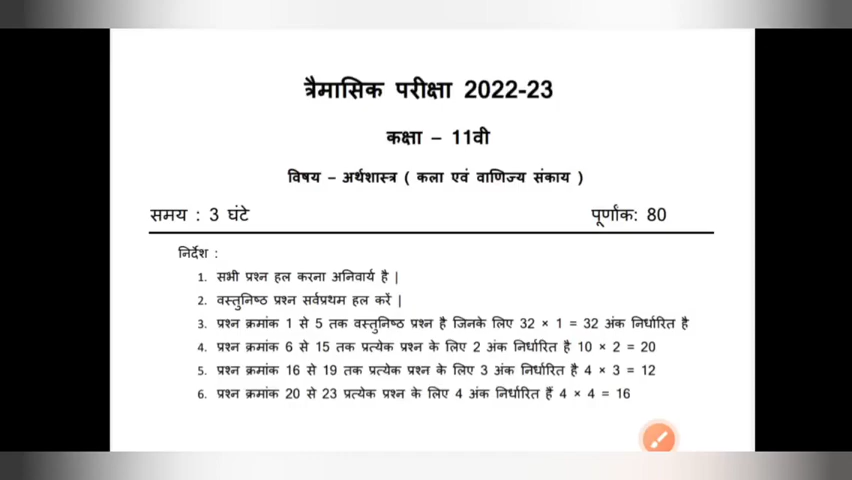 त्रैमासिक परीक्षा 2022-23
कक्षा – 11वी
विषय – अर्थशास्त्र ( कला एवं वाणिज्य संकाय )
समय : 3 घंटे पूर्णांक: 80
निर्देश :
1. सभी प्रश्न हल करना अनिवार्य है |
2. वस्तुनिष्ठ प्रश्न सर्वप्रथम हल करें |
3. प्रश्न क्रमांक 1 से 5 तक वस्तुनिष्ठ प्रश्न है जिनके लिए 32 × 1 = 32 अंक निर्धारित है
4. प्रश्न क्रमांक 6 से 15 तक प्रत्येक प्रश्न के लिए 2 अंक निर्धारित है 10 × 2 = 20
5. प्रश्न क्रमांक 16 से 19 तक प्रत्येक प्रश्न के लिए 3 अंक निर्धारित है 4 × 3 = 12
6. प्रश्न क्रमांक 20 से 23 प्रत्येक प्रश्न के लिए 4 अंक निर्धारित हैं 4 × 4 = 16